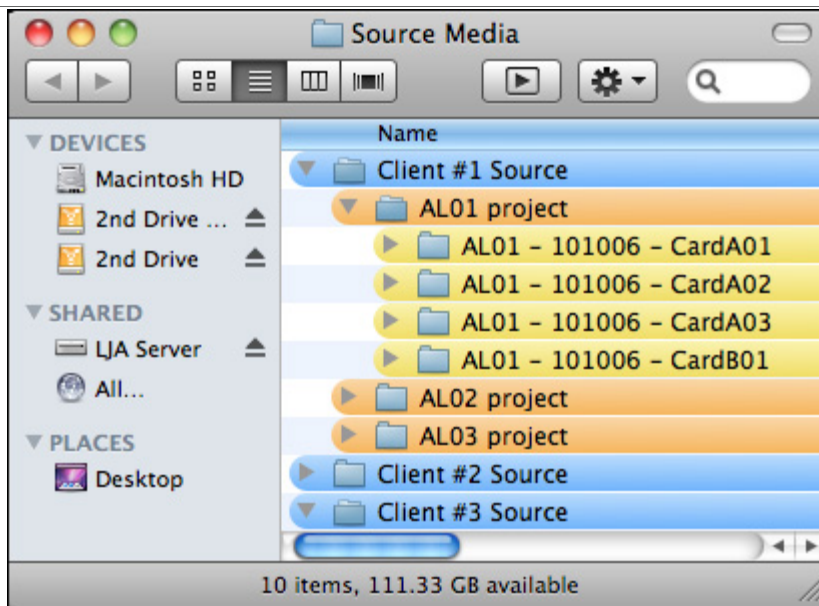 Source Media
Name
DEVICES
Macintosh HD
2nd Drive ...
2nd Drive
SHARED
LJA Server
All...
PLACES
Desktop
Client #1 Source
AL01 project
AL01 - 101006 - CardA01
AL01 - 101006 - CardA02
AL01 - 101006 - CardA03
AL01 - 101006 - CardB01
AL02 project
AL03 project
Client #2 Source
Client #3 Source
10 items, 111.33 GB available